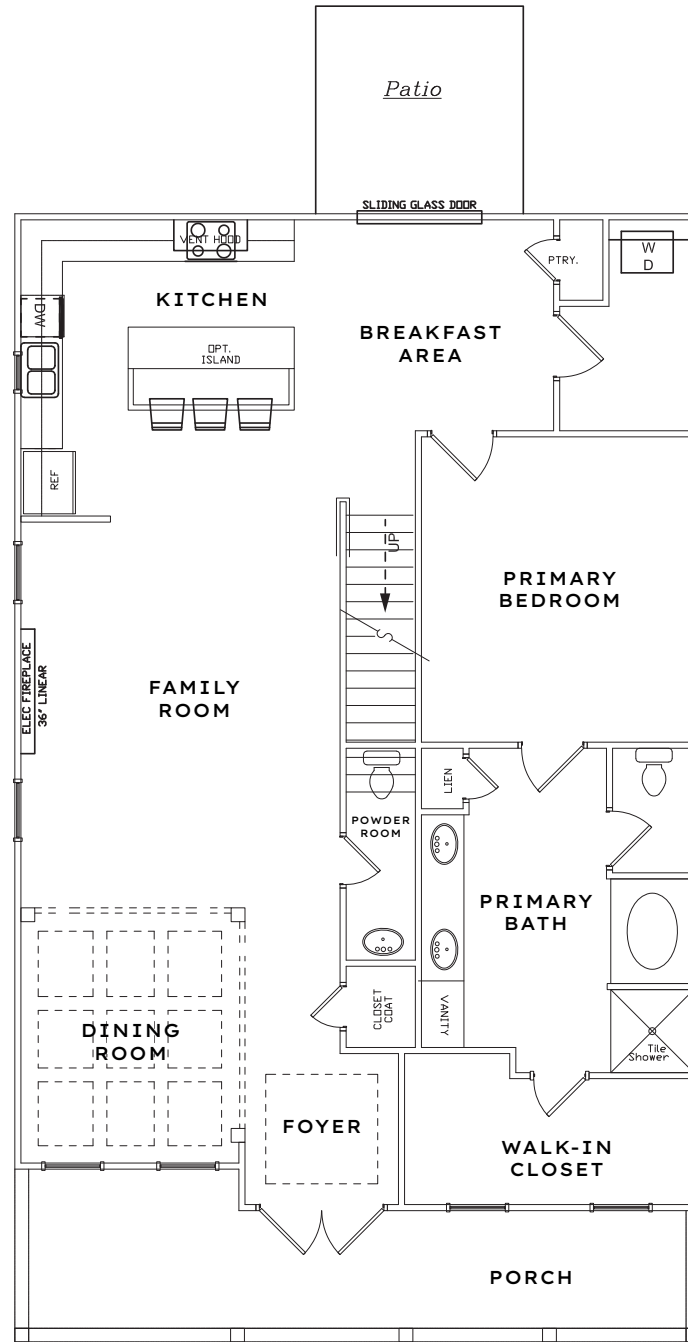 Patio
SLIDING GLASS DOOR
VENT HOOD
PTRY.
W
D
KITCHEN
DW
BREAKFAST
AREA
OPT.
ISLAND
REF
UP
PRIMARY
BEDROOM
S
ELEC FIREPLACE
36" LINEAR
FAMILY
ROOM
LIEN
POWDER
ROOM
PRIMARY
BATH
CLOSET
COAT
VANITY
DINING
ROOM
Tile
Shower
FOYER
WALK-IN
CLOSET
PORCH